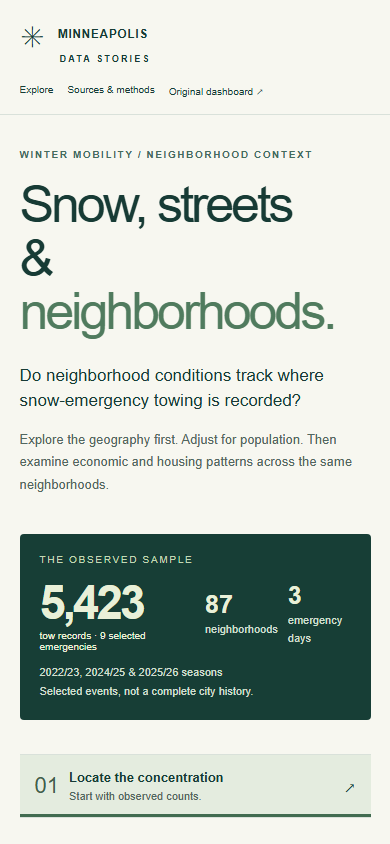 MINNEAPOLIS
DATA STORIES
Explore Sources & methods Original dashboard ↗
WINTER MOBILITY / NEIGHBORHOOD CONTEXT
Snow, streets
&
neighborhoods.
Do neighborhood conditions track where
snow-emergency towing is recorded?
Explore the geography first. Adjust for population. Then
examine economic and housing patterns across the same
neighborhoods.
THE OBSERVED SAMPLE
5,423
tow records · 9 selected
emergencies
87
neighborhoods
3
emergency
days
2022/23, 2024/25 & 2025/26 seasons
Selected events, not a complete city history.
01
Locate the concentration
Start with observed counts.
↗